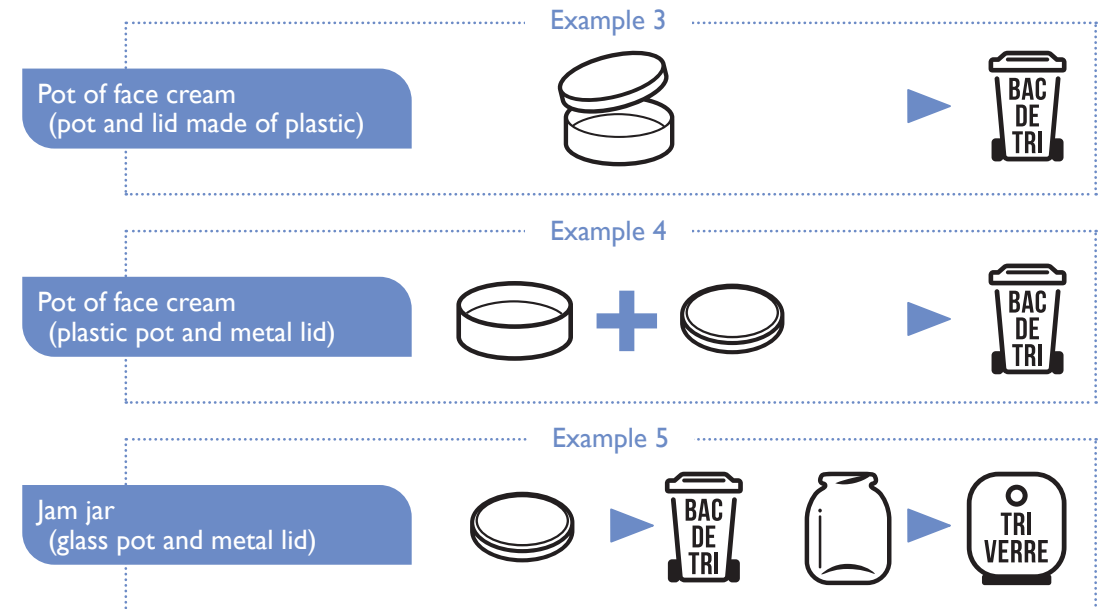 Example 3
Pot of face cream
(pot and lid made of plastic)
BAC
DE
TRI
Example 4
Pot of face cream
(plastic pot and metal lid)
BAC
DE
TRI
Example 5
Jam jar
(glass pot and metal lid)
BAC
DE
TRI
TRI
VERRE